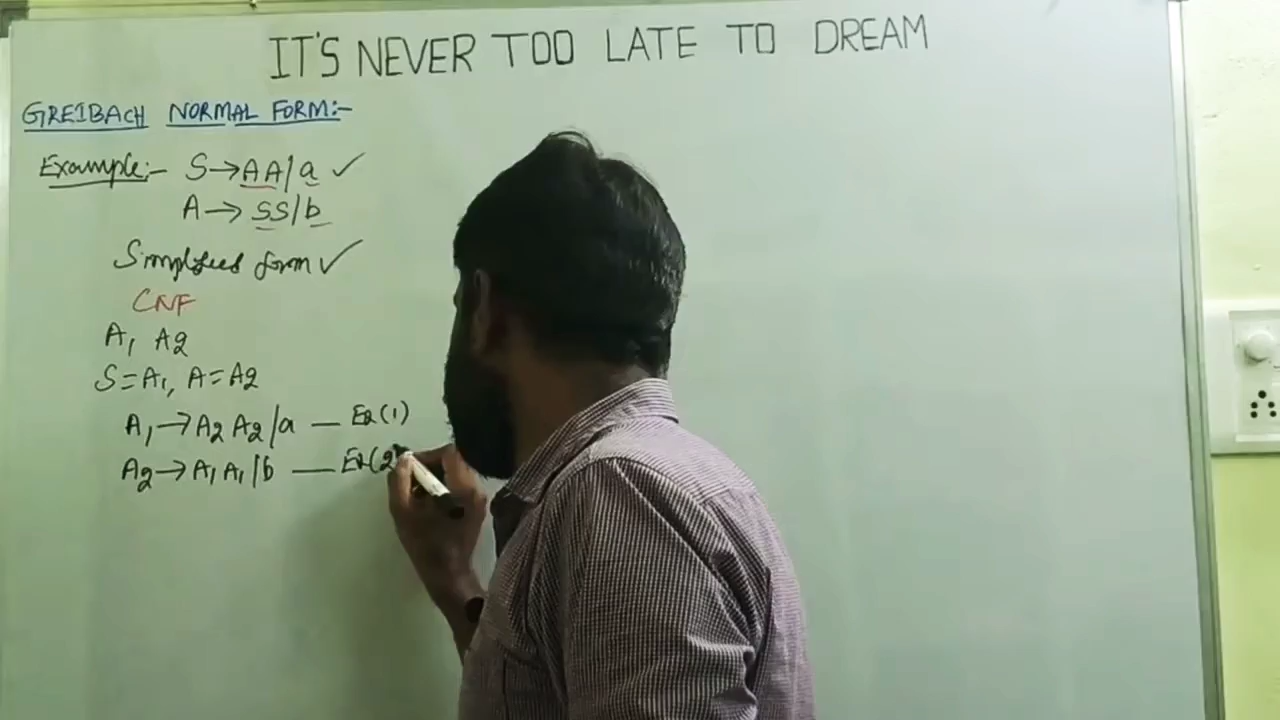 IT'S NEVER TOO LATE TO DREAM
GREIBACH NORMAL FORM:-
Example:- S→AA/a ✓
A→SS/b
Simplified form ✓
CNF
A₁ A₂
S=A₁, A=A₂
A₁→A₂A₂/a — Eq(1)
A₂→A₁A₁/b — Eq(2)